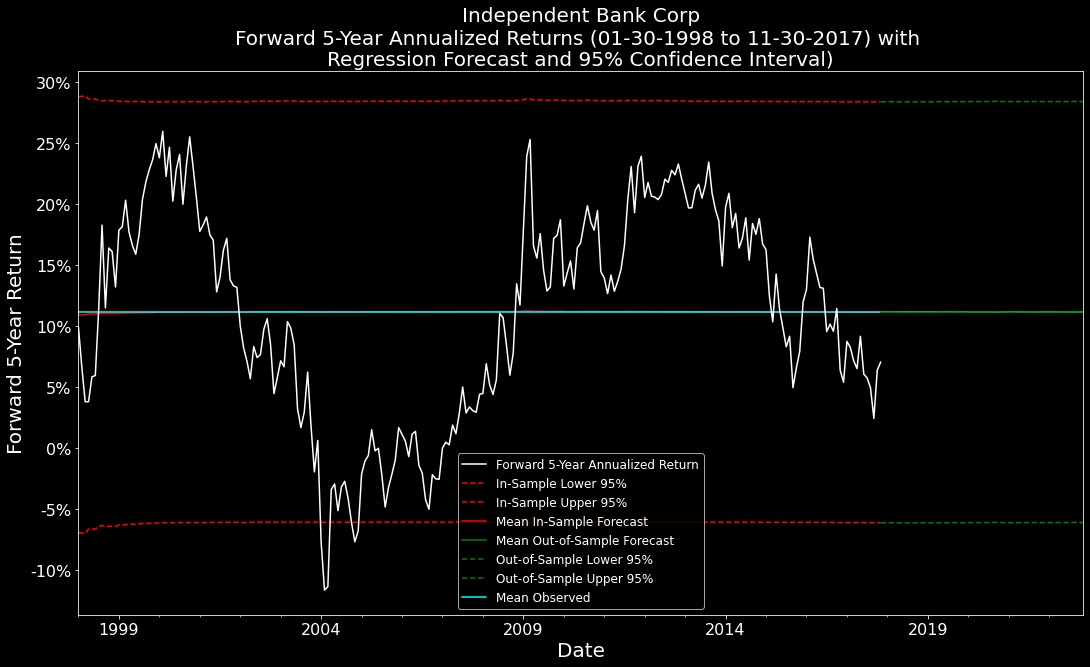 Independent Bank Corp
Forward 5-Year Annualized Returns (01-30-1998 to 11-30-2017) with
Regression Forecast and 95% Confidence Interval)
30%
25%
20%
15%
10%
5%
0%
-5%
-10%
Forward 5-Year Return
Forward 5-Year Annualized Return
In-Sample Lower 95%
In-Sample Upper 95%
Mean In-Sample Forecast
Mean Out-of-Sample Forecast
Out-of-Sample Lower 95%
Out-of-Sample Upper 95%
Mean Observed
1999 2004 2009 2014 2019
Date